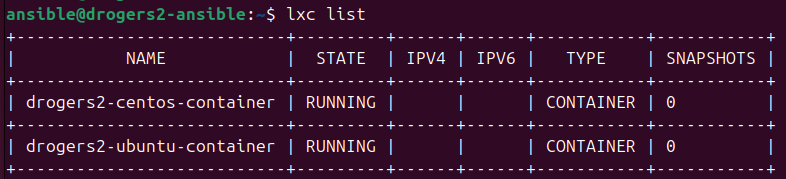 ansible@drogers2-ansible:~$ lxc list
+---------------------------+---------+------+------+-----------+-----------+
|           NAME            |  STATE  | IPV4 | IPV6 |   TYPE    | SNAPSHOTS |
+---------------------------+---------+------+------+-----------+-----------+
| drogers2-centos-container | RUNNING |      |      | CONTAINER | 0         |
+---------------------------+---------+------+------+-----------+-----------+
| drogers2-ubuntu-container | RUNNING |      |      | CONTAINER | 0         |
+---------------------------+---------+------+------+-----------+-----------+